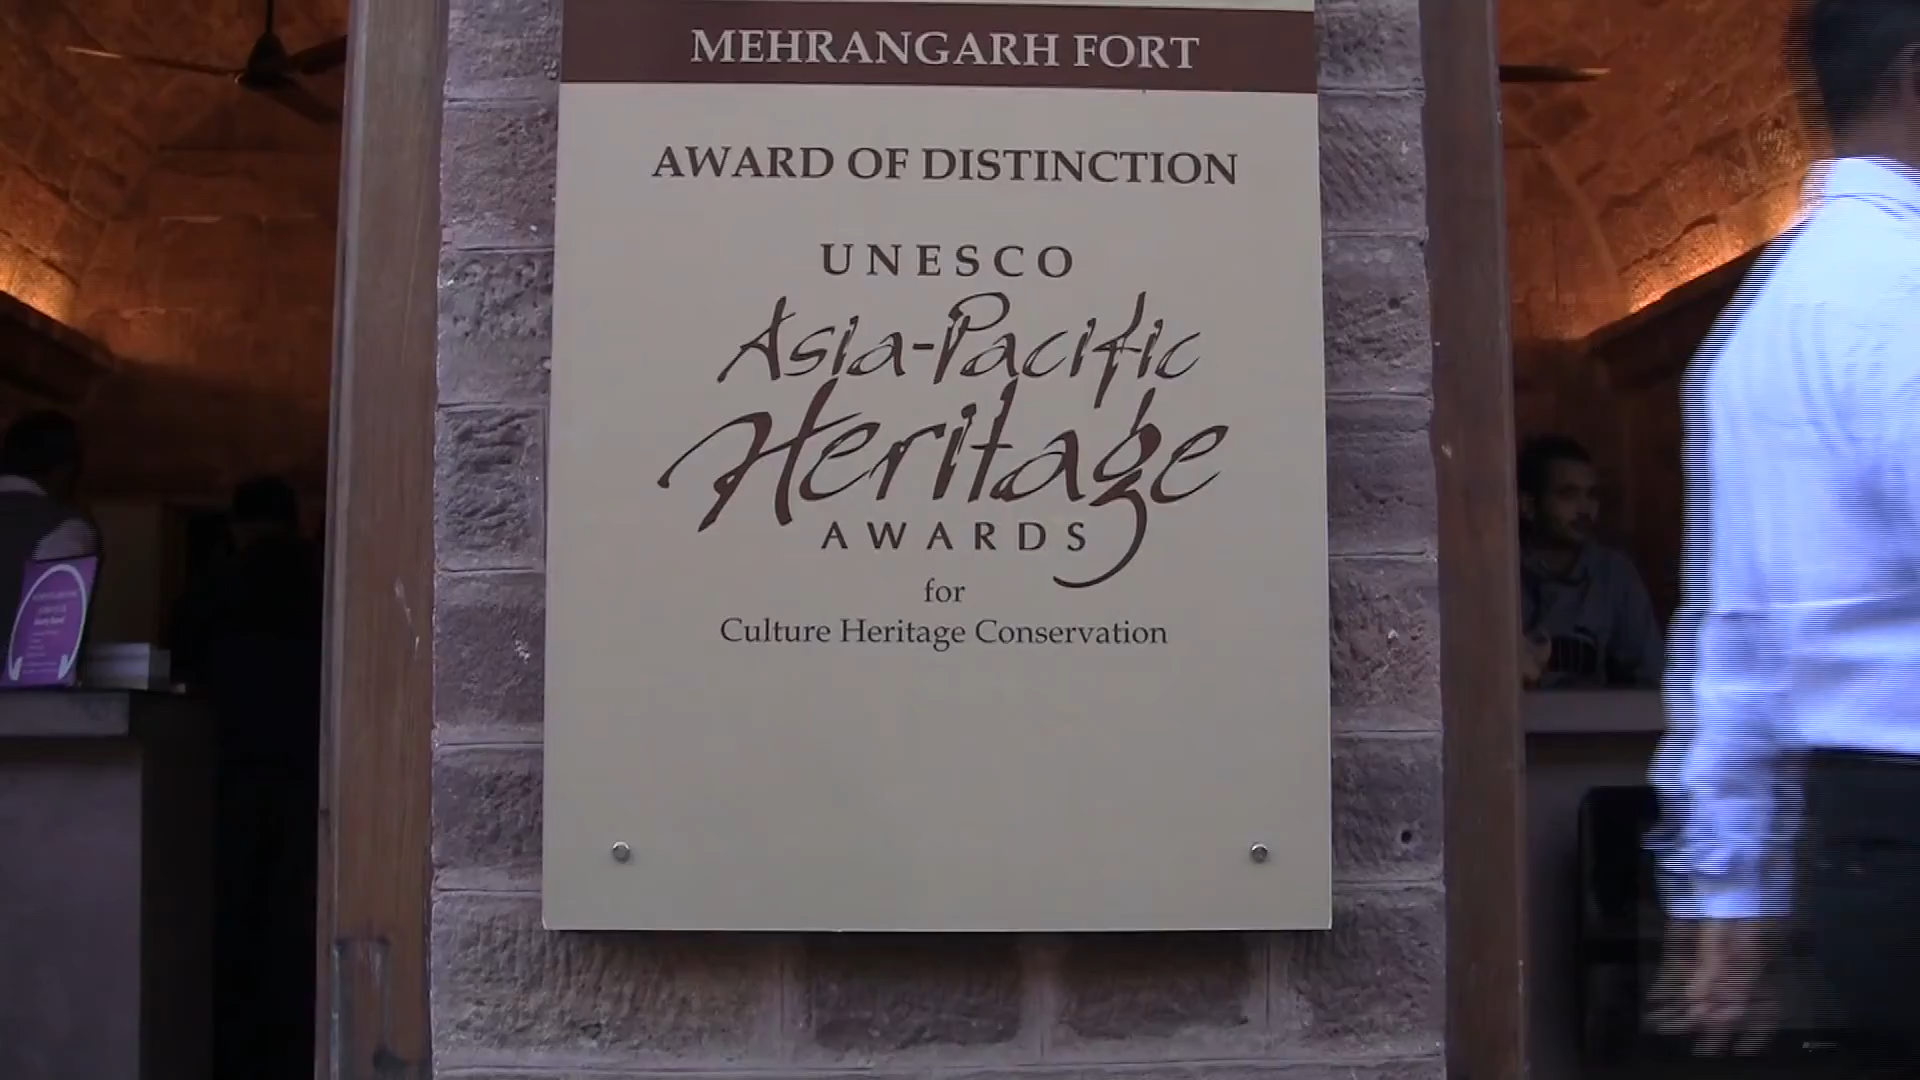 MEHRANGARH FORT
AWARD OF DISTINCTION
UNESCO
Asia-Pacific
Heritage
AWARDS
for
Culture Heritage Conservation